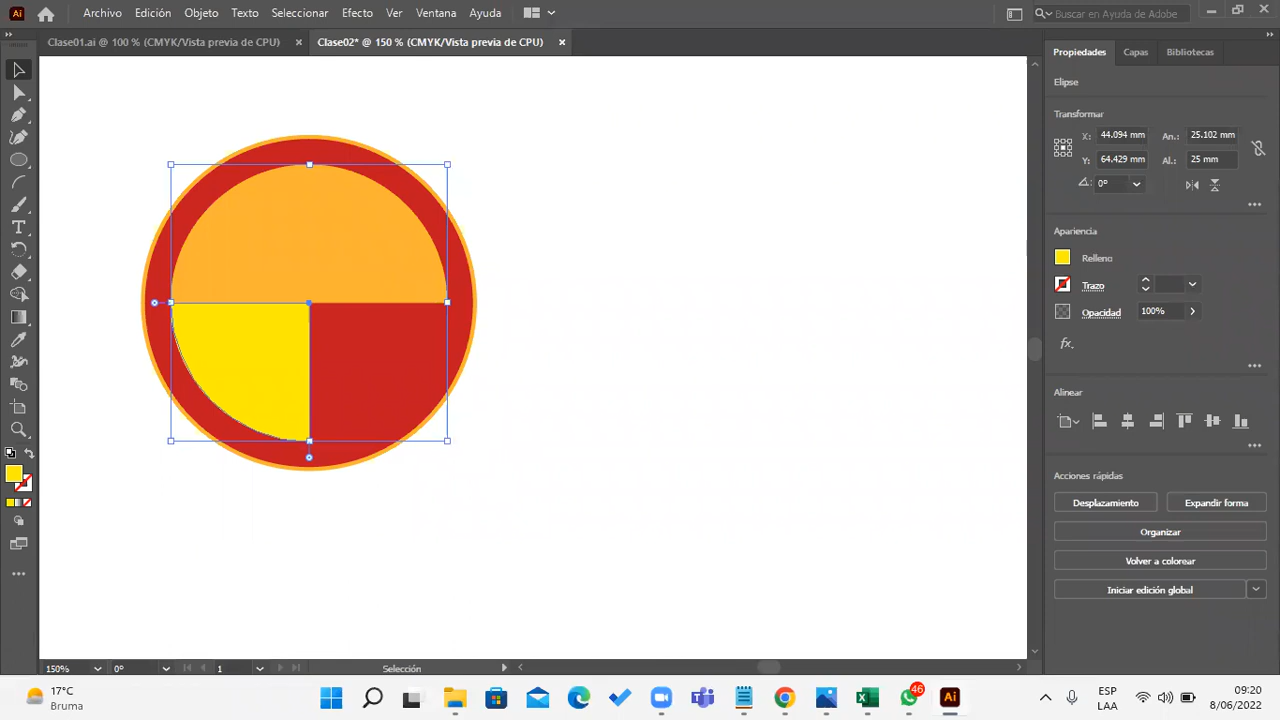 Ai Archivo Edición Objeto Texto Seleccionar Efecto Ver Ventana Ayuda Buscar en Ayuda de Adobe
Clase01.ai @ 100 % (CMYK/Vista previa de CPU) × Clase02* @ 150 % (CMYK/Vista previa de CPU) ×
Propiedades Capas Bibliotecas
Elipse
Transformar
X: 44.094 mm An.: 25.102 mm
Y: 64.429 mm Al.: 25 mm
0°
Apariencia
Relleno
Trazo
Opacidad 100%
fx.
Alinear
Acciones rápidas
Desplazamiento Expandir forma
Organizar
Volver a colorear
Iniciar edición global
150% 0° 1 Selección
17°C
Bruma
46
Ai
ESP
LAA
09:20
8/06/2022